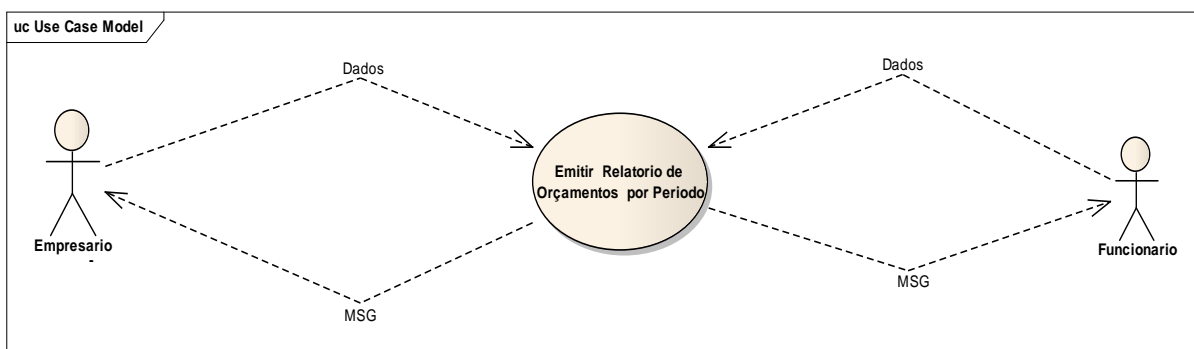 uc Use Case Model
Dados
Dados
Emitir Relatorio de
Orçamentos por Periodo
Empresario
Funcionario
MSG
MSG